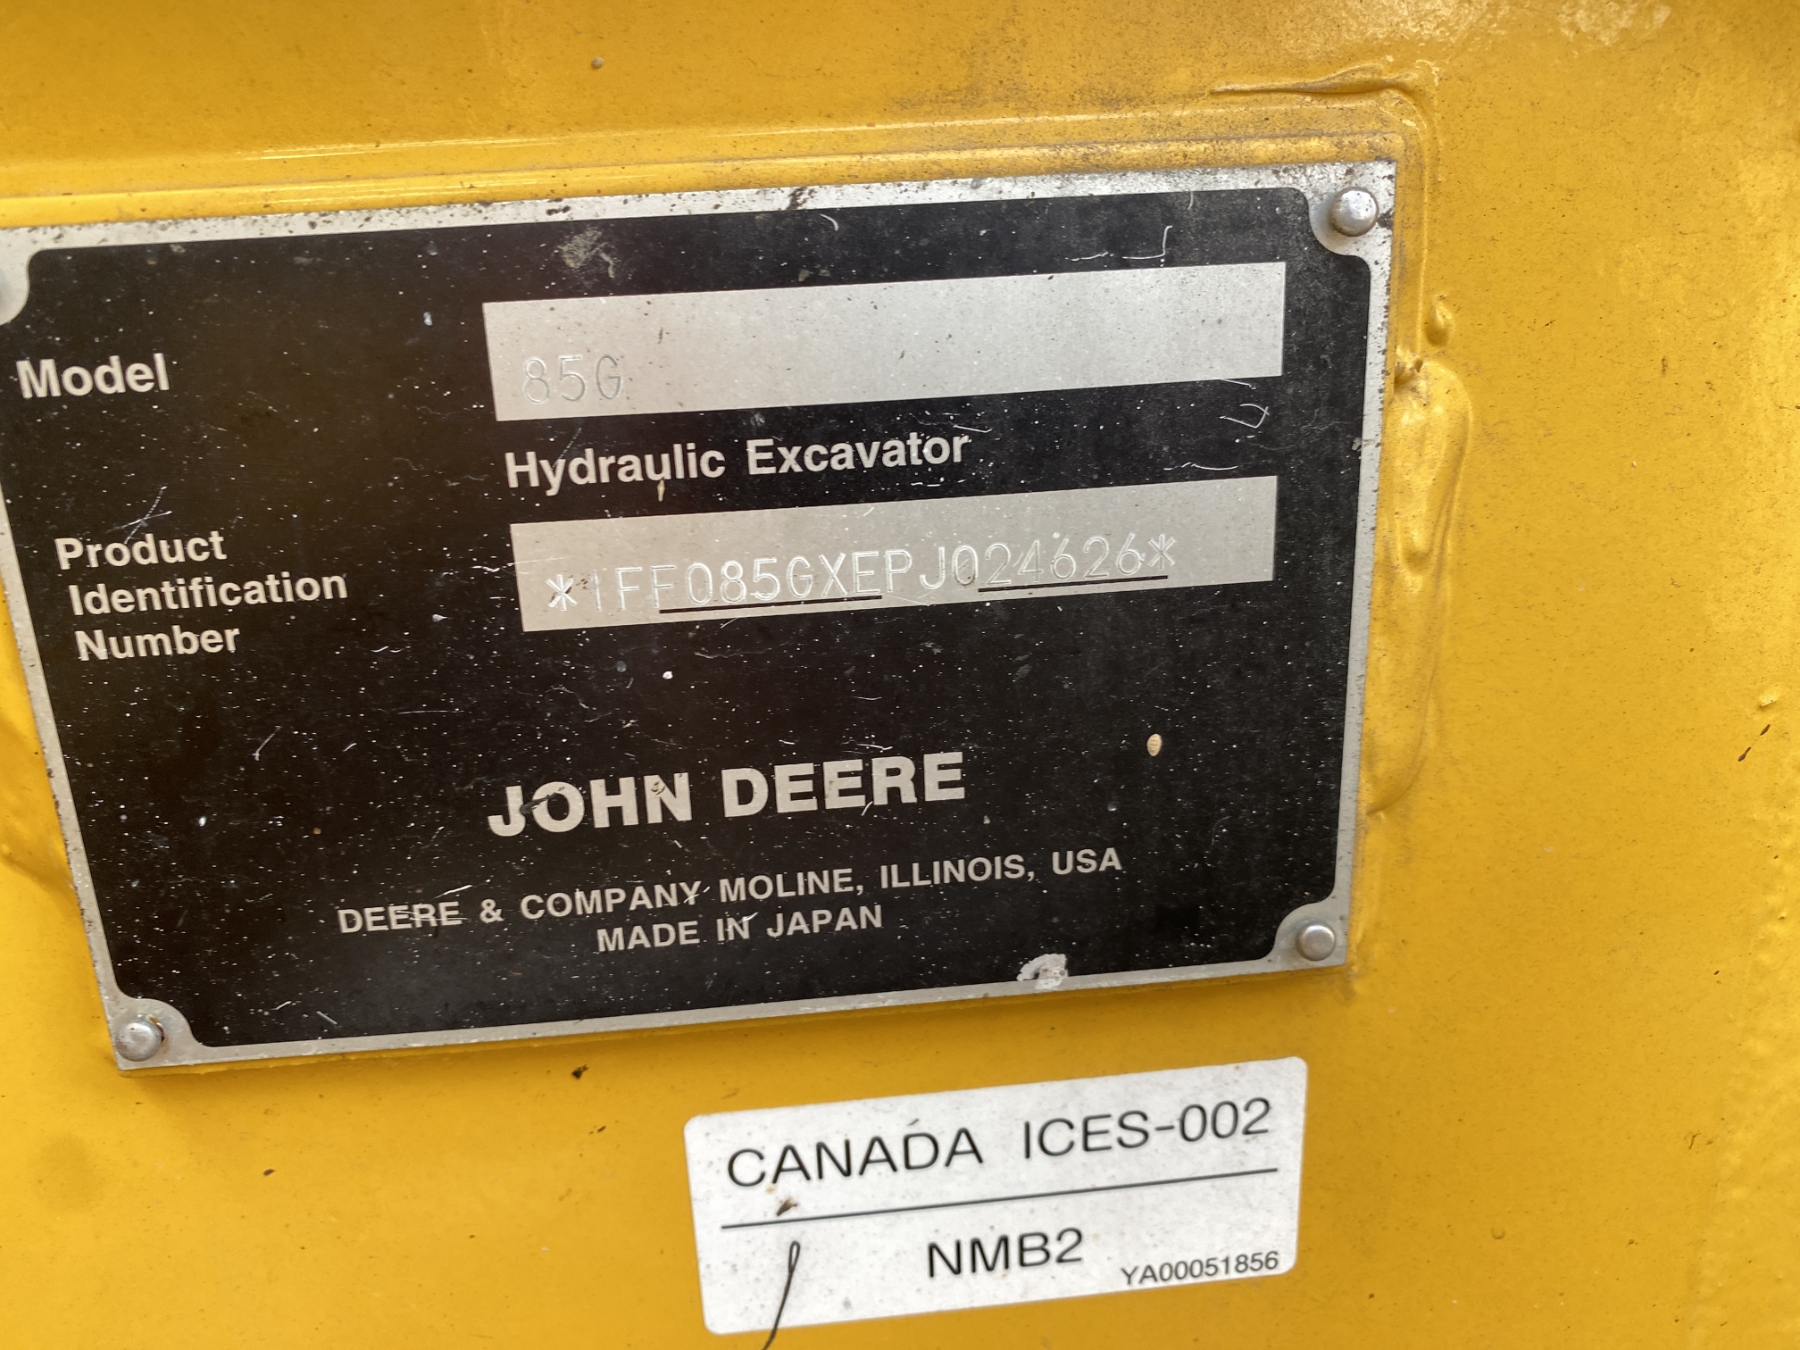 Model
85G
Hydraulic Excavator
Product
Identification
Number
*1FF085GXEPJ024626*
JOHN DEERE
DEERE & COMPANY MOLINE, ILLINOIS, USA
MADE IN JAPAN
CANADA ICES-002
NMB2
YA00051856